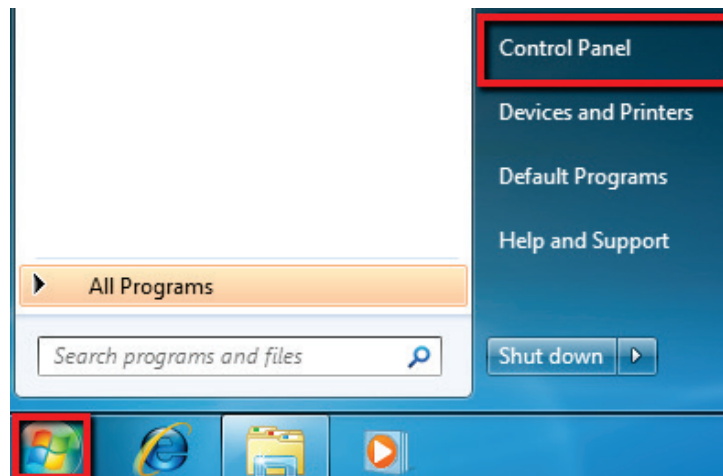 Control Panel
Devices and Printers
Default Programs
Help and Support
All Programs
Search programs and files
Shut down